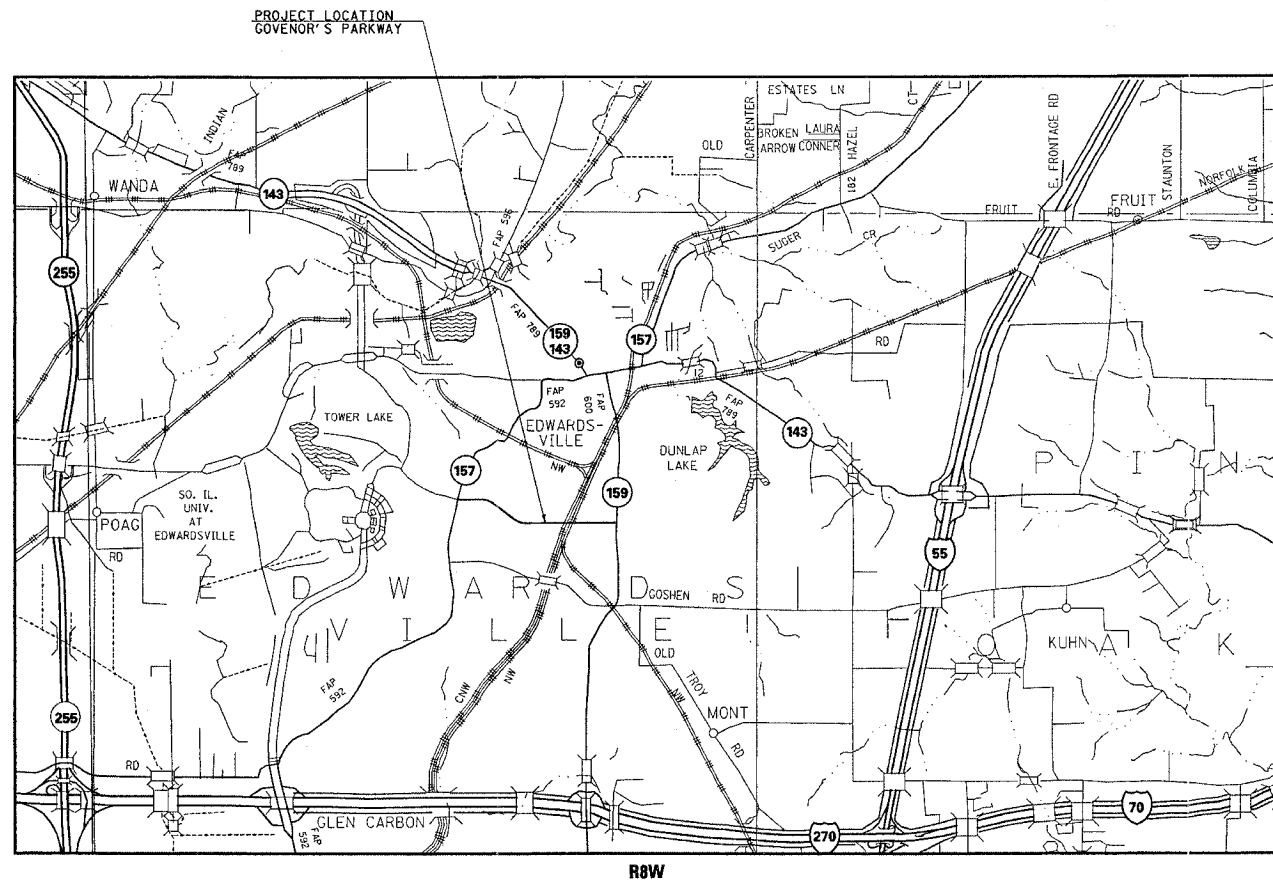 PROJECT LOCATION
GOVENOR'S PARKWAY
ESTATES LN
CT
INDIAN
CARPENTER
BROKEN LAURA
ARROW CONNER
OLD
182 HAZEL
E. FRONTAGE RD
STAUNTON
COLUMBIA
NORFOLK
FAP
789
WANDA
143
FRUIT
RD
FRUIT
FAP 596
SUGER CR
255
FAP 789
159
143
157
RD
12
FAP
592
FAP
600
FAP
789
TOWER LAKE
EDWARDS-
VILLE
DUNLAP
LAKE
143
NW
157
159
P I N
SO. IL.
UNIV.
AT
EDWARDSVILLE
POAG
RD
55
E D W A R D S
GOSHEN RD
V I L L E
KUHN
A K
41
OLD
TROY
RD
FAP
592
CNW
NW
NW
MONT
255
RD
GLEN CARBON
FAP
592
270
70
R8W